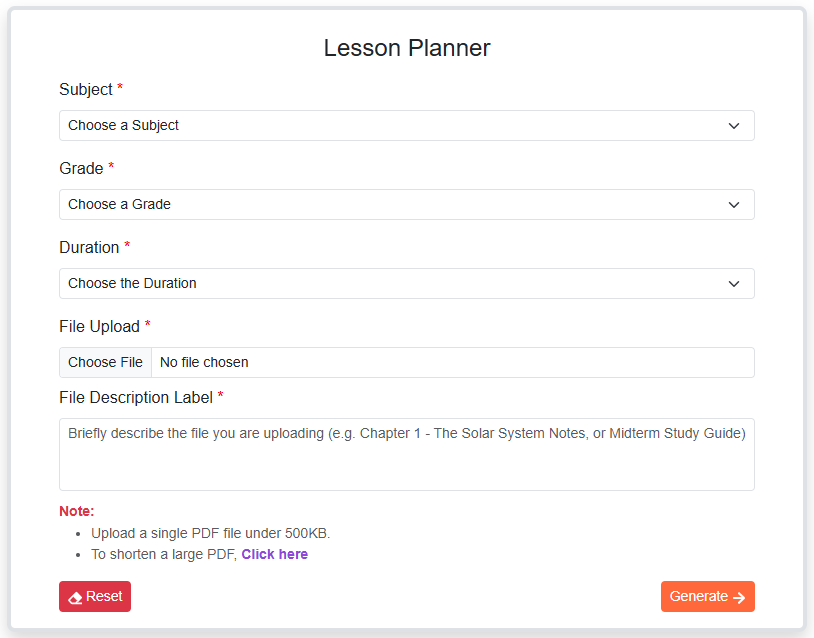 Lesson Planner
Subject *
Choose a Subject
Grade *
Choose a Grade
Duration *
Choose the Duration
File Upload *
Choose File No file chosen
File Description Label *
Briefly describe the file you are uploading (e.g. Chapter 1 - The Solar System Notes, or Midterm Study Guide)
Note:
• Upload a single PDF file under 500KB.
• To shorten a large PDF, Click here
Reset
Generate →